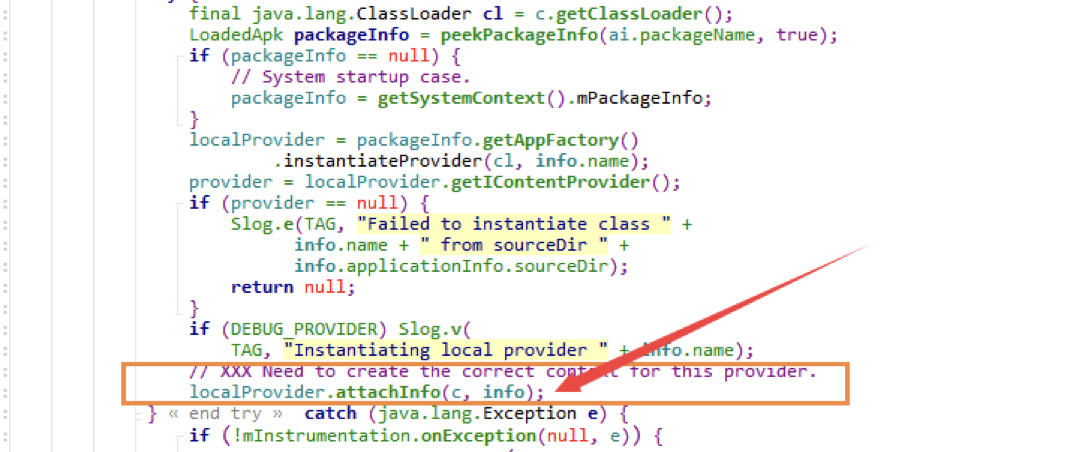 final java.lang.ClassLoader cl = c.getClassLoader();
LoadedApk packageInfo = peekPackageInfo(ai.packageName, true);
if (packageInfo == null) {
// System startup case.
packageInfo = getSystemContext().mPackageInfo;
}
localProvider = packageInfo.getAppFactory()
.instantiateProvider(cl, info.name);
provider = localProvider.getIContentProvider();
if (provider == null) {
Slog.e(TAG, "Failed to instantiate class " +
info.name + " from sourceDir " +
info.applicationInfo.sourceDir);
return null;
}
if (DEBUG_PROVIDER) Slog.v(
TAG, "Instantiating local provider " + info.name);
// XXX Need to create the correct context for this provider.
localProvider.attachInfo(c, info);
} « end try » catch (java.lang.Exception e) {
if (!mInstrumentation.onException(null, e)) {